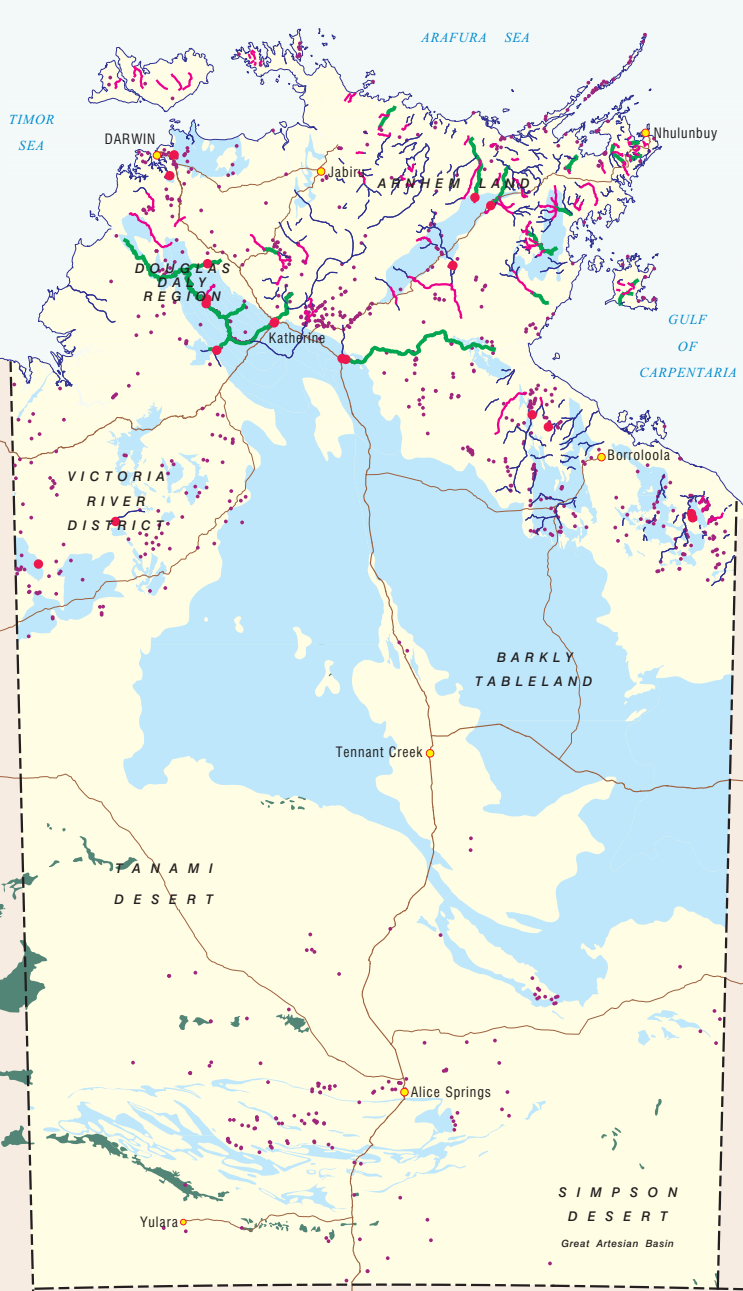 ARAFURA SEA
TIMOR
SEA
DARWIN
Nhulunbuy
Jabiru
ARNHEM LAND
DOUGLAS
DALY
REGION
GULF
OF
CARPENTARIA
Katherine
Borroloola
VICTORIA
RIVER
DISTRICT
BARKLY
TABLELAND
Tennant Creek
TANAMI
DESERT
Alice Springs
SIMPSON
DESERT
Yulara
Great Artesian Basin